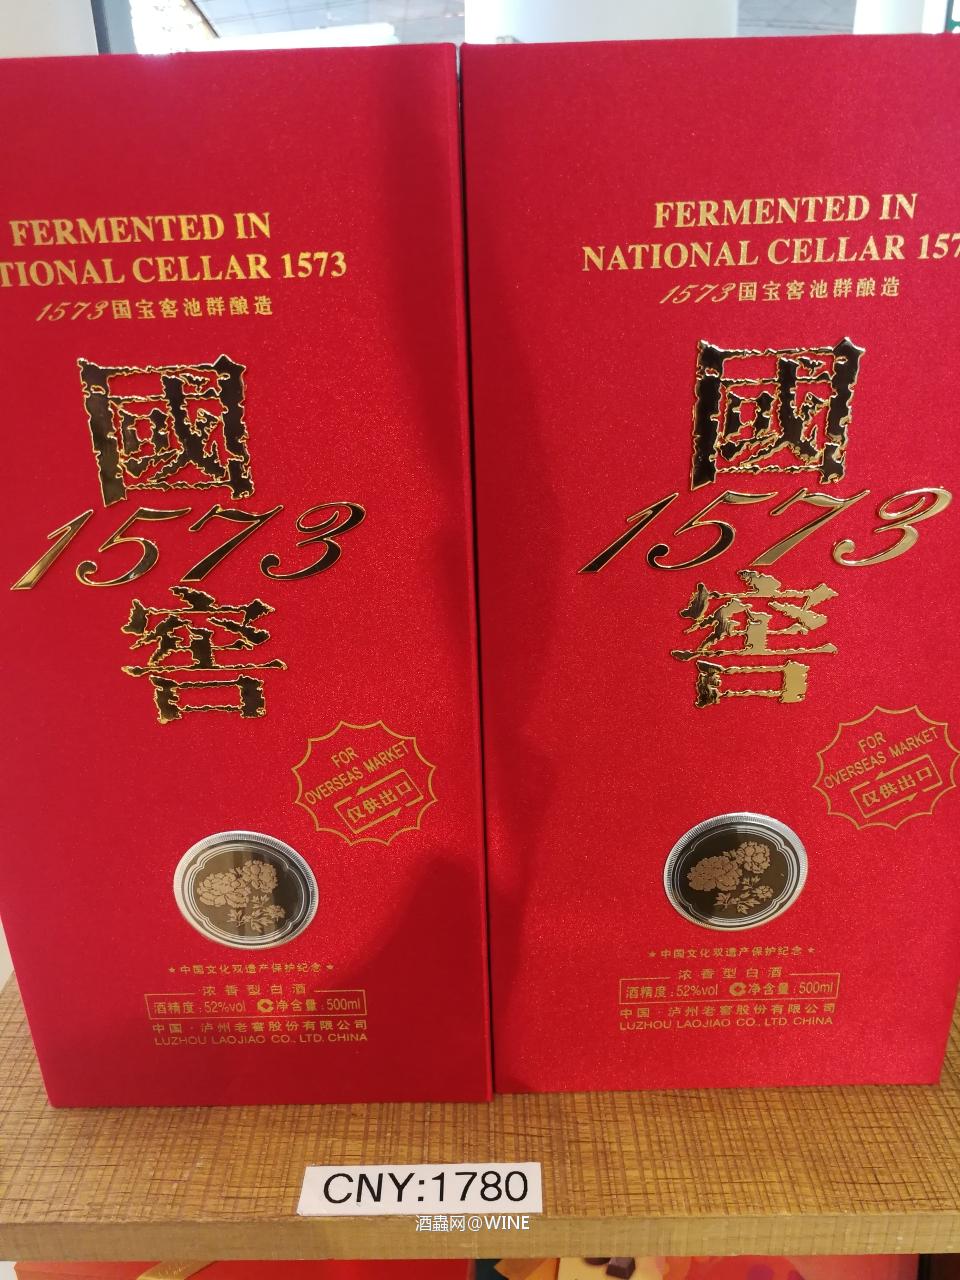 FERMENTED IN
TIONAL CELLAR 1573
1573国宝窖池群酿造
國
1573
窖
FOR
OVERSEAS MARKET
仅供出口
★中国文化双遗产保护纪念★
浓香型白酒
酒精度:52%vol C净含量:500ml
中国·泸州老窖股份有限公司
LUZHOU LAOJIAO CO., LTD. CHINA
FERMENTED IN
NATIONAL CELLAR 157
1573国宝窖池群酿造
國
1573
窖
FOR
OVERSEAS MARKET
仅供出口
★中国文化双遗产保护纪念★
浓香型白酒
酒精度:52%vol C净含量:500ml
中国·泸州老窖股份有限公司
LUZHOU LAOJIAO CO., LTD. CHINA
CNY:1780
酒蟲网@WINE